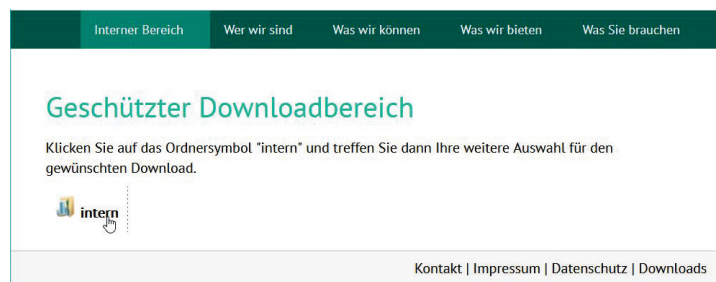 Interner Bereich Wer wir sind Was wir können Was wir bieten Was Sie brauchen
Geschützter Downloadbereich
Klicken Sie auf das Ordnersymbol "intern" und treffen Sie dann Ihre weitere Auswahl für den
gewünschten Download.
intern
Kontakt | Impressum | Datenschutz | Downloads